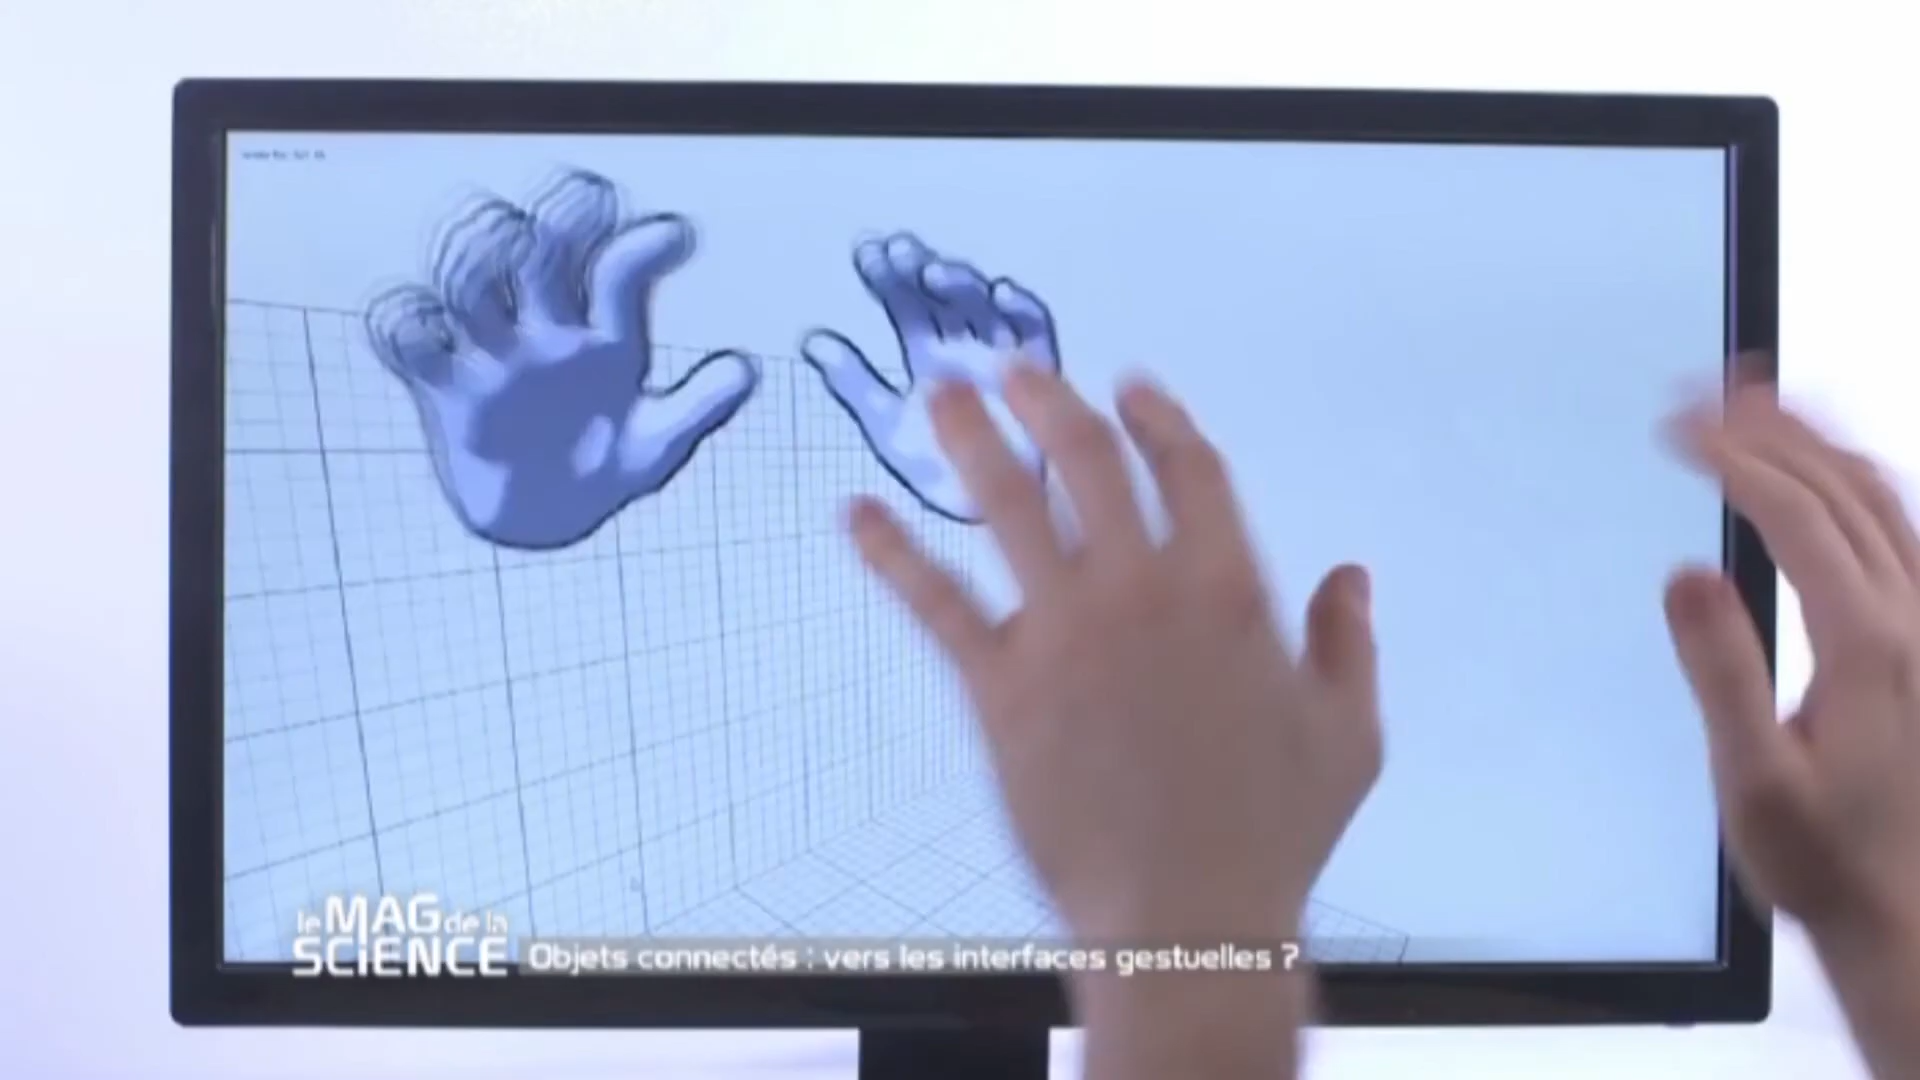 le MAG de la
SCiENCE
Objets connectés : vers les interfaces gestuelles ?